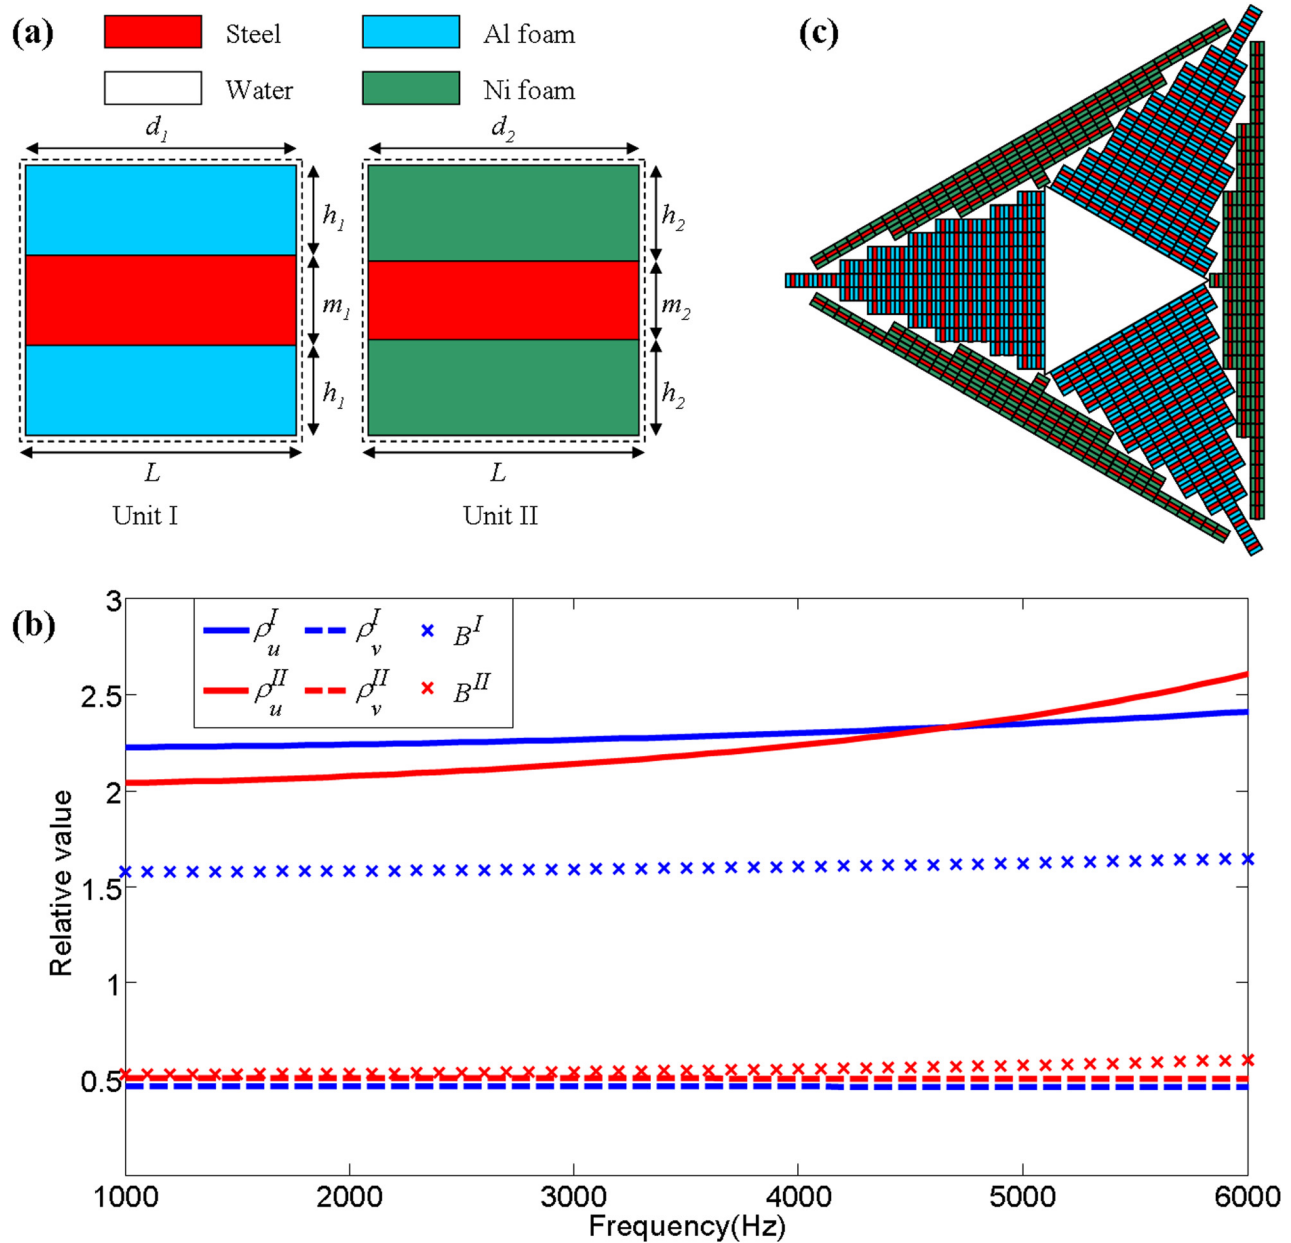 (a)
Steel
Al foam
Water
Ni foam
d₁
d₂
h₁
h₂
m₁
m₂
h₁
h₂
L
L
Unit I
Unit II
(c)
(b)
ρᵤᴵ ρᵥᴵ Bᴵ
ρᵤᴵᴵ ρᵥᴵᴵ Bᴵᴵ
3
2.5
2
1.5
1
0.5
Relative value
1000 2000 3000 4000 5000 6000
Frequency(Hz)